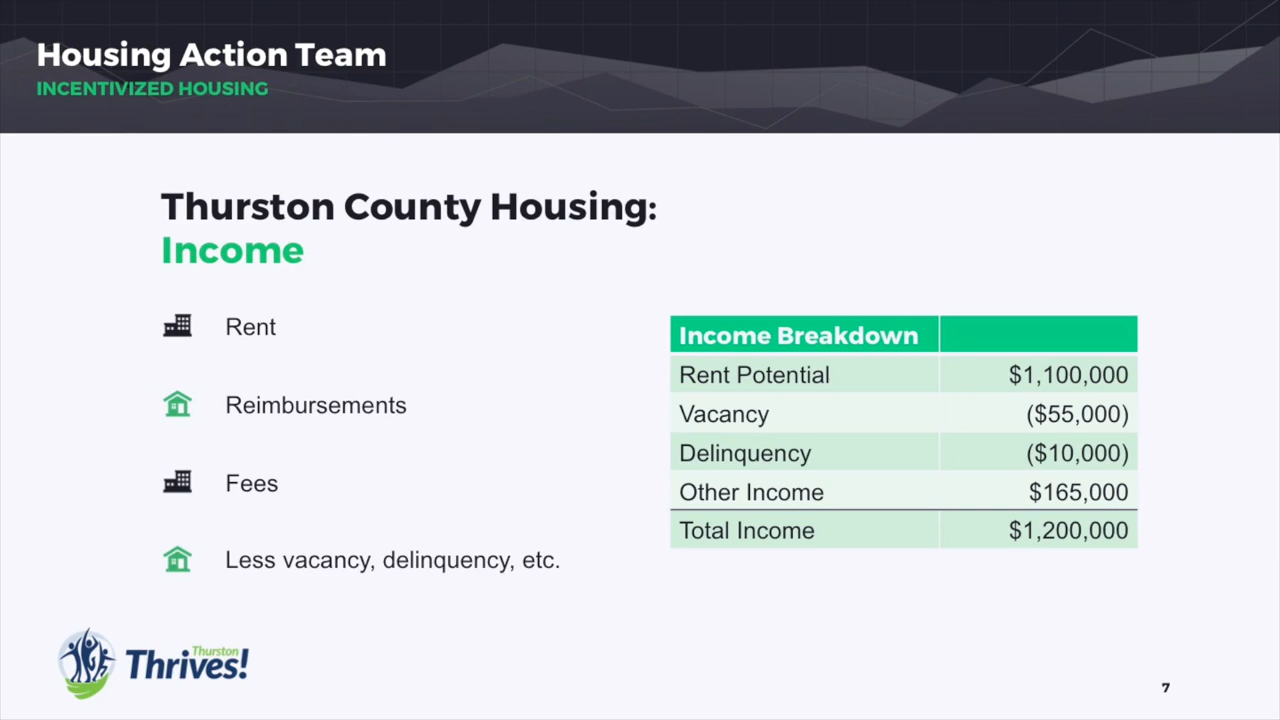 Housing Action Team
INCENTIVIZED HOUSING
Thurston County Housing:
Income
Rent
Reimbursements
Fees
Less vacancy, delinquency, etc.
Income Breakdown
Rent Potential $1,100,000
Vacancy ($55,000)
Delinquency ($10,000)
Other Income $165,000
Total Income $1,200,000
Thurston
Thrives!
7